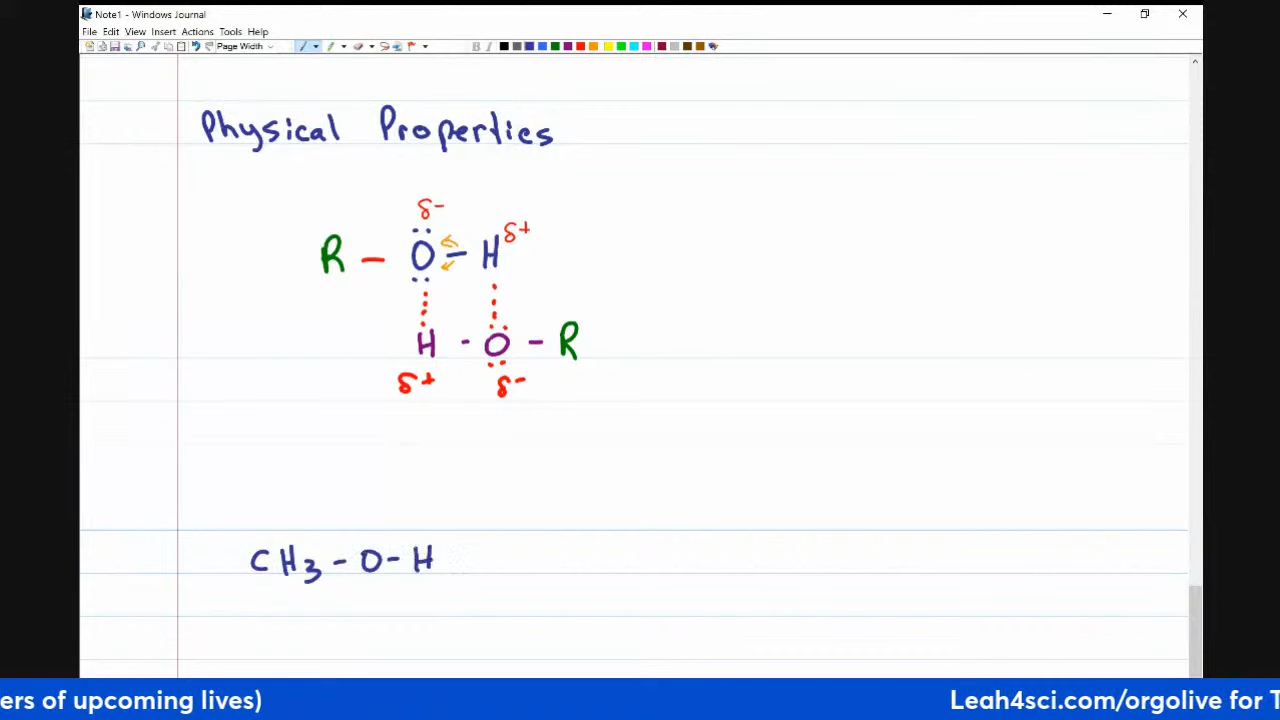 Note1 - Windows Journal
File Edit View Insert Actions Tools Help
Page Width
B I
Physical Properties
δ-
R - O - H δ+
H - O - R
δ+ δ-
CH3 - O - H
ers of upcoming lives) Leah4sci.com/orgolive for T